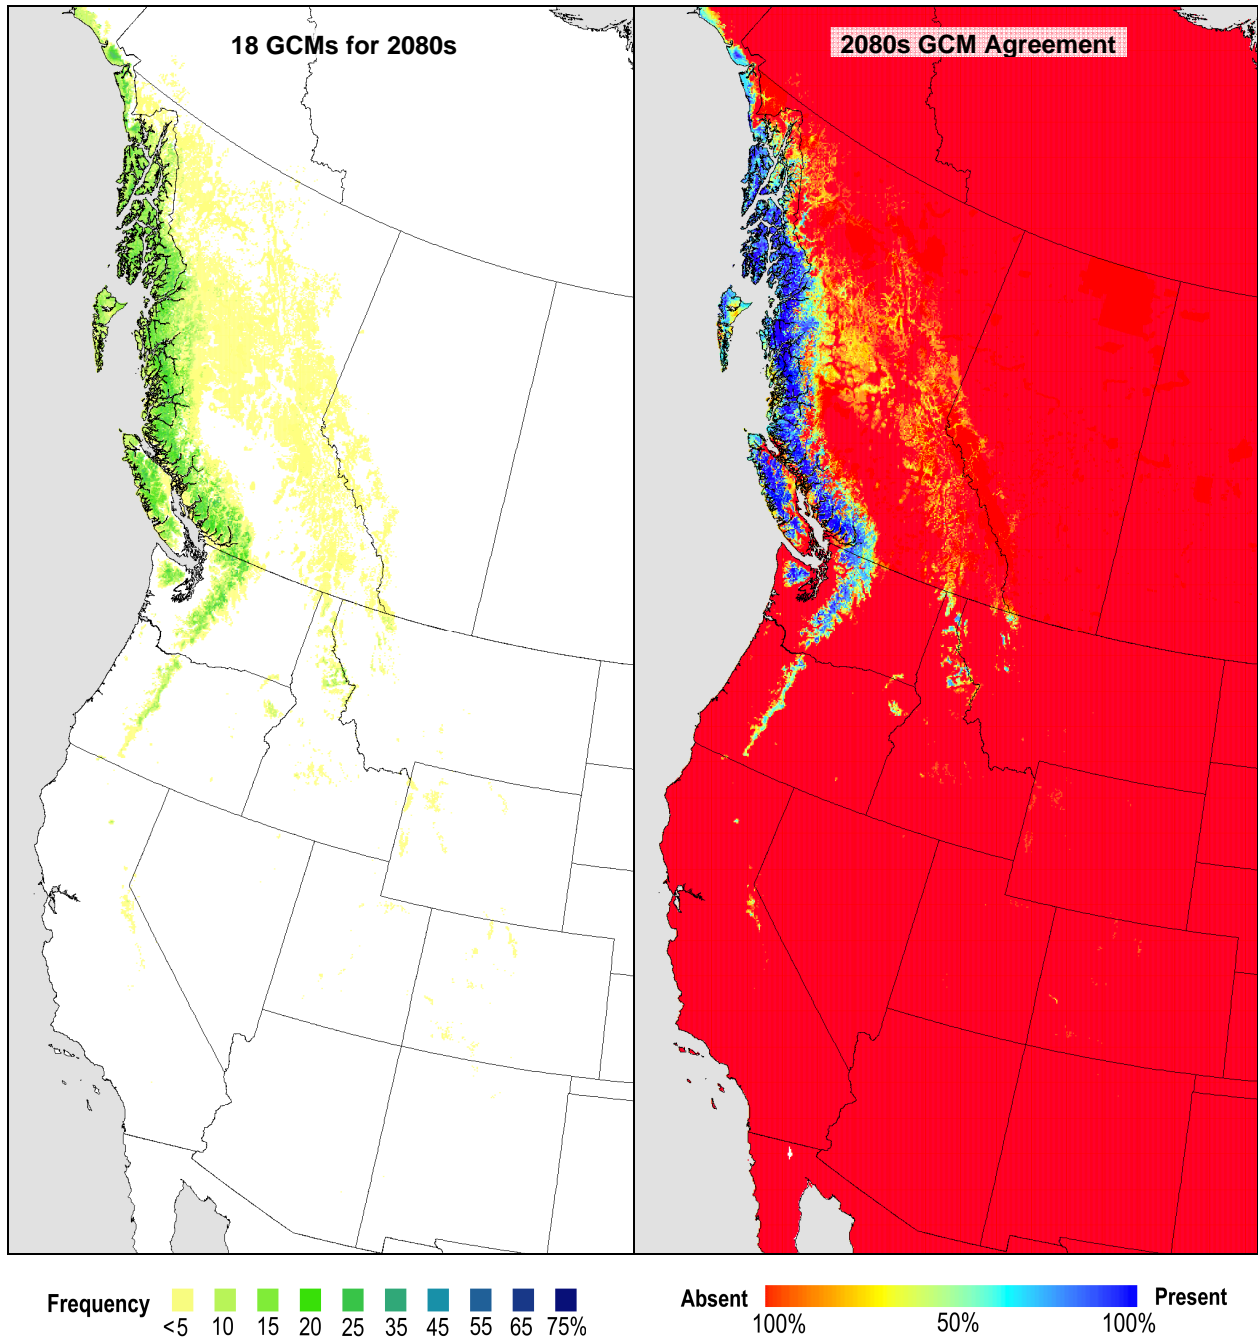 18 GCMs for 2080s
2080s GCM Agreement
Frequency
<5 10 15 20 25 35 45 55 65 75%
Absent Present
100% 50% 100%